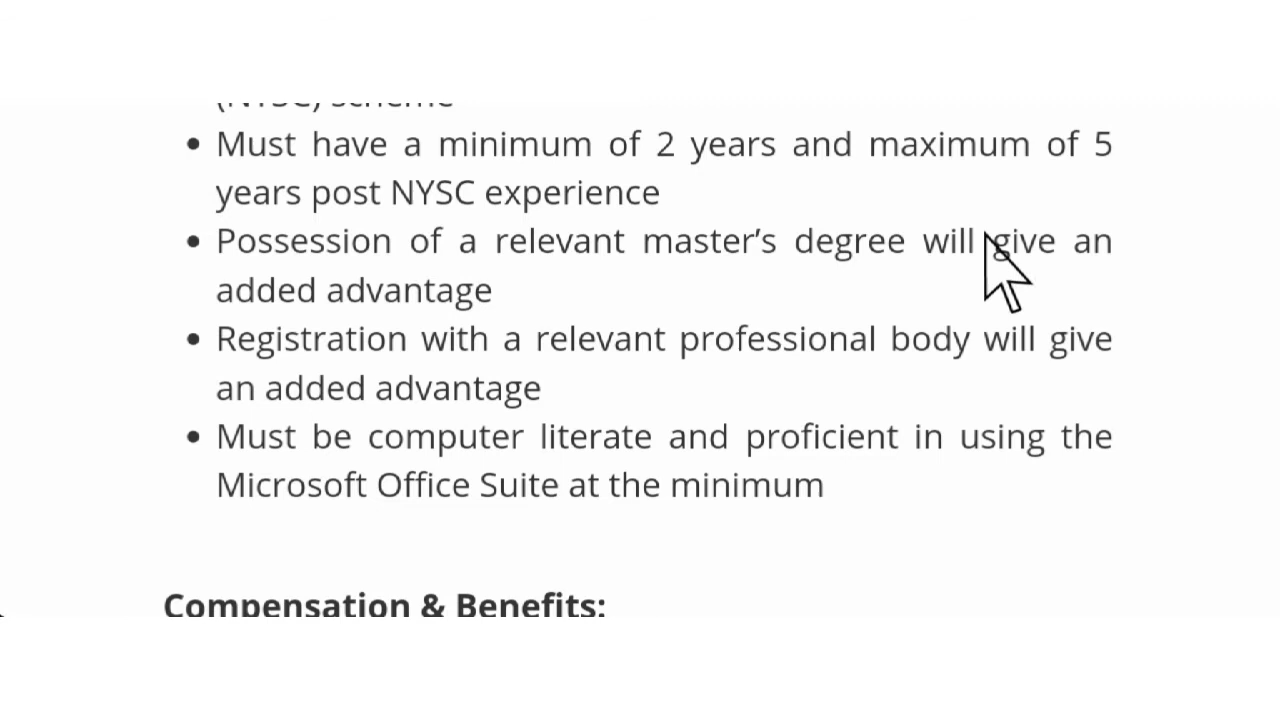 (NYSC) scheme
• Must have a minimum of 2 years and maximum of 5
years post NYSC experience
• Possession of a relevant master's degree will give an
added advantage
• Registration with a relevant professional body will give
an added advantage
• Must be computer literate and proficient in using the
Microsoft Office Suite at the minimum
Compensation & Benefits: